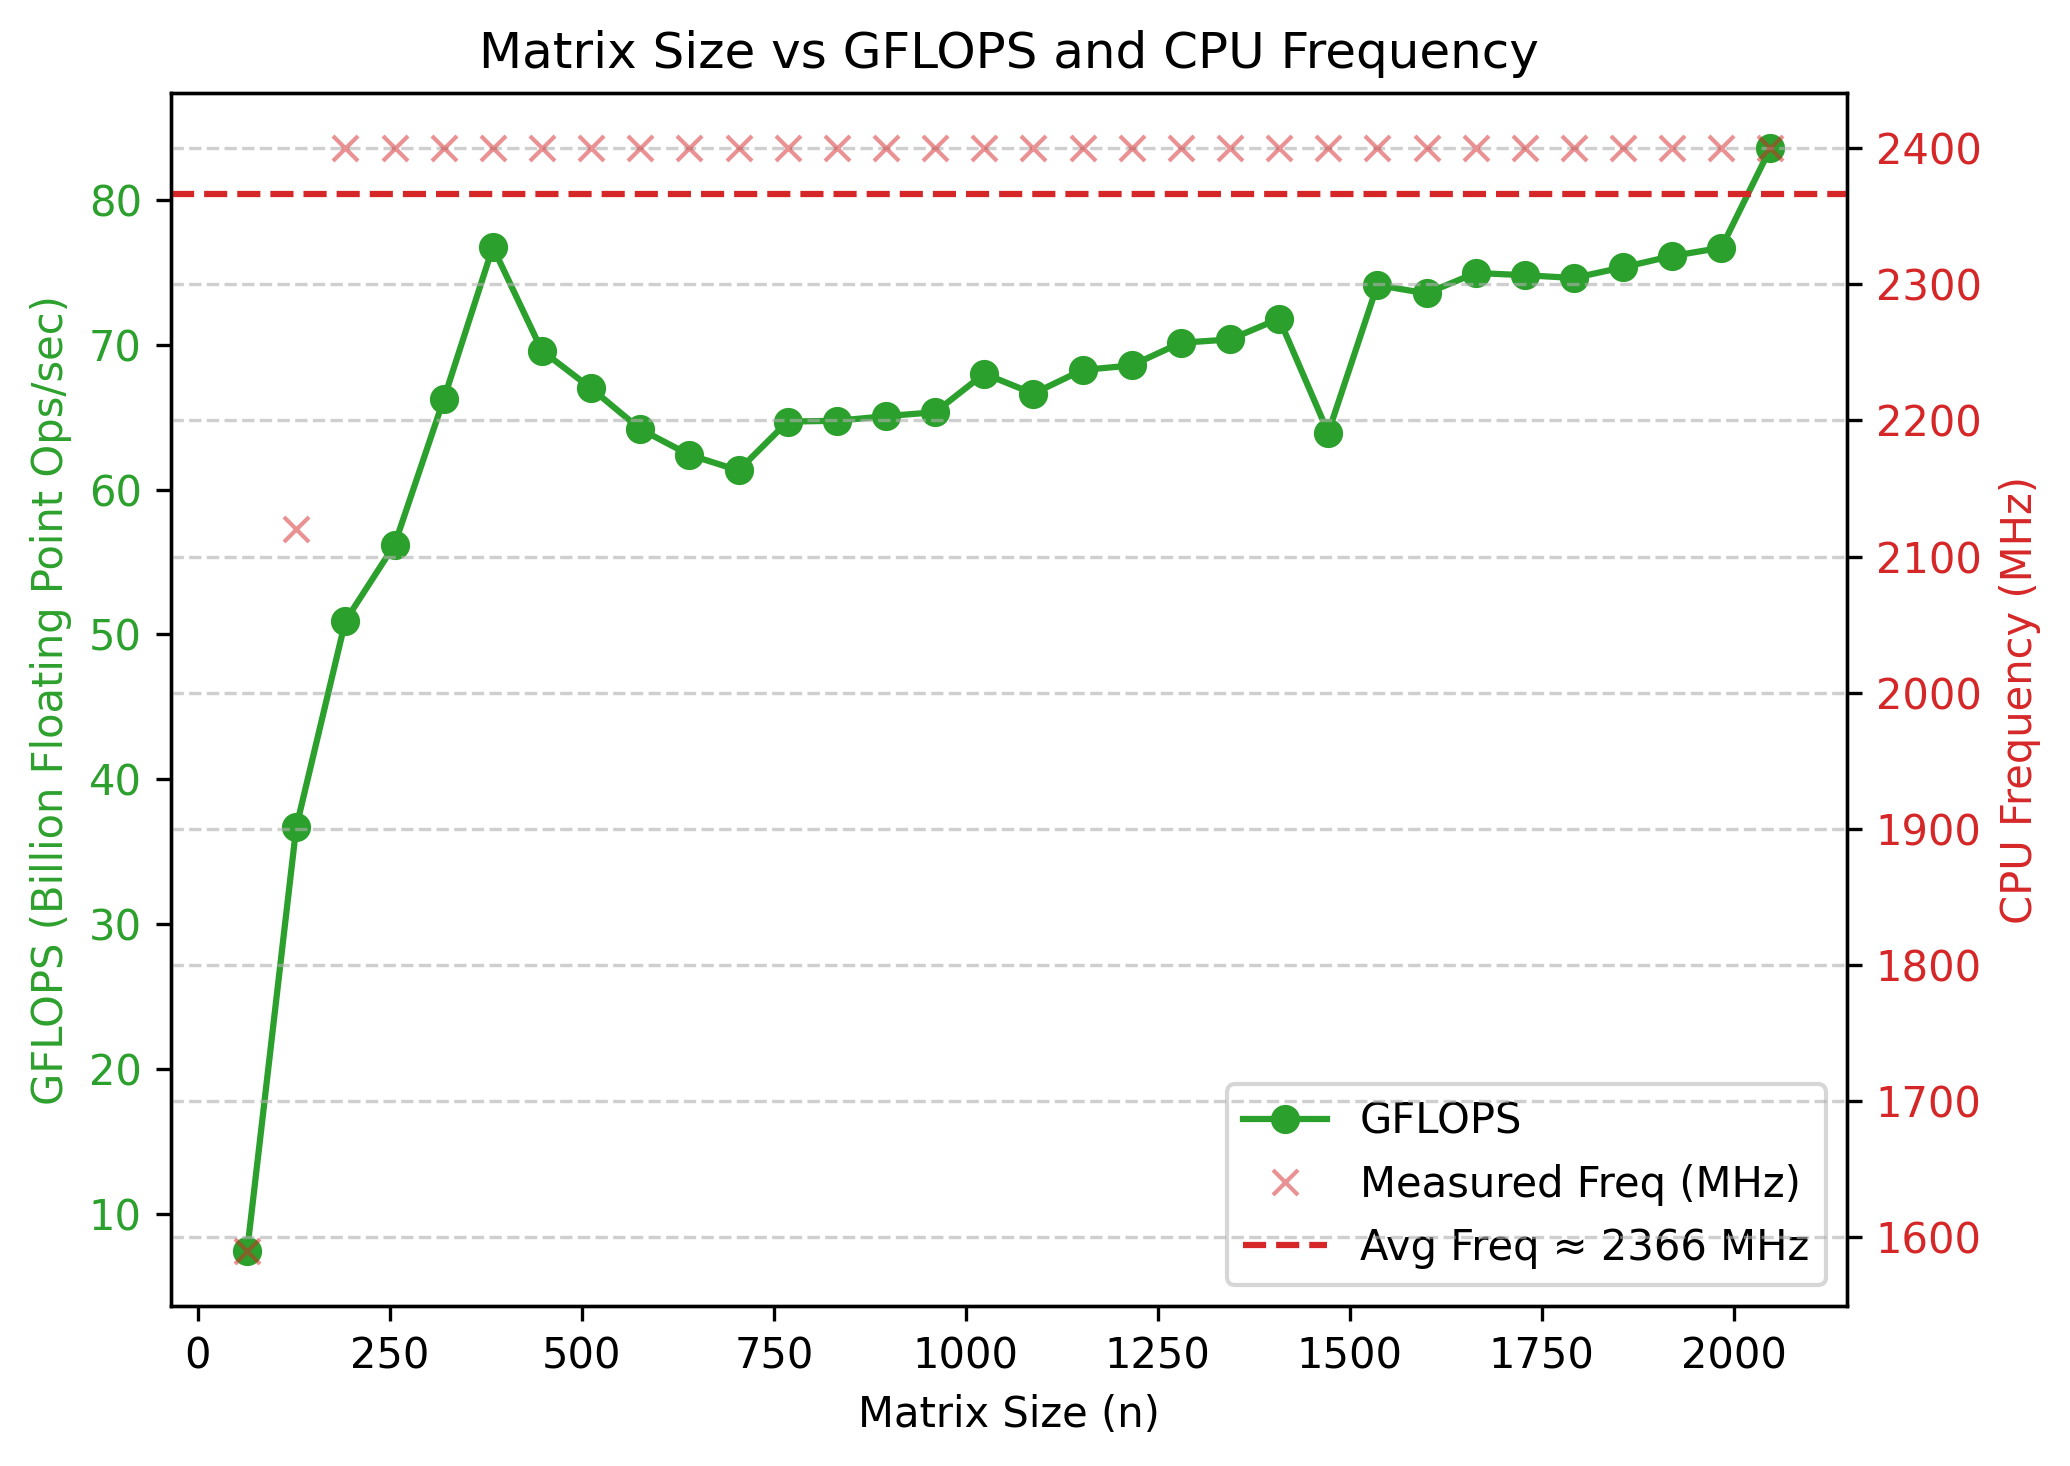 Matrix Size vs GFLOPS and CPU Frequency
GFLOPS (Billion Floating Point Ops/sec)
80
70
60
50
40
30
20
10
2400
2300
2200
2100
2000
1900
1800
1700
1600
CPU Frequency (MHz)
GFLOPS
Measured Freq (MHz)
Avg Freq ≈ 2366 MHz
0 250 500 750 1000 1250 1500 1750 2000
Matrix Size (n)